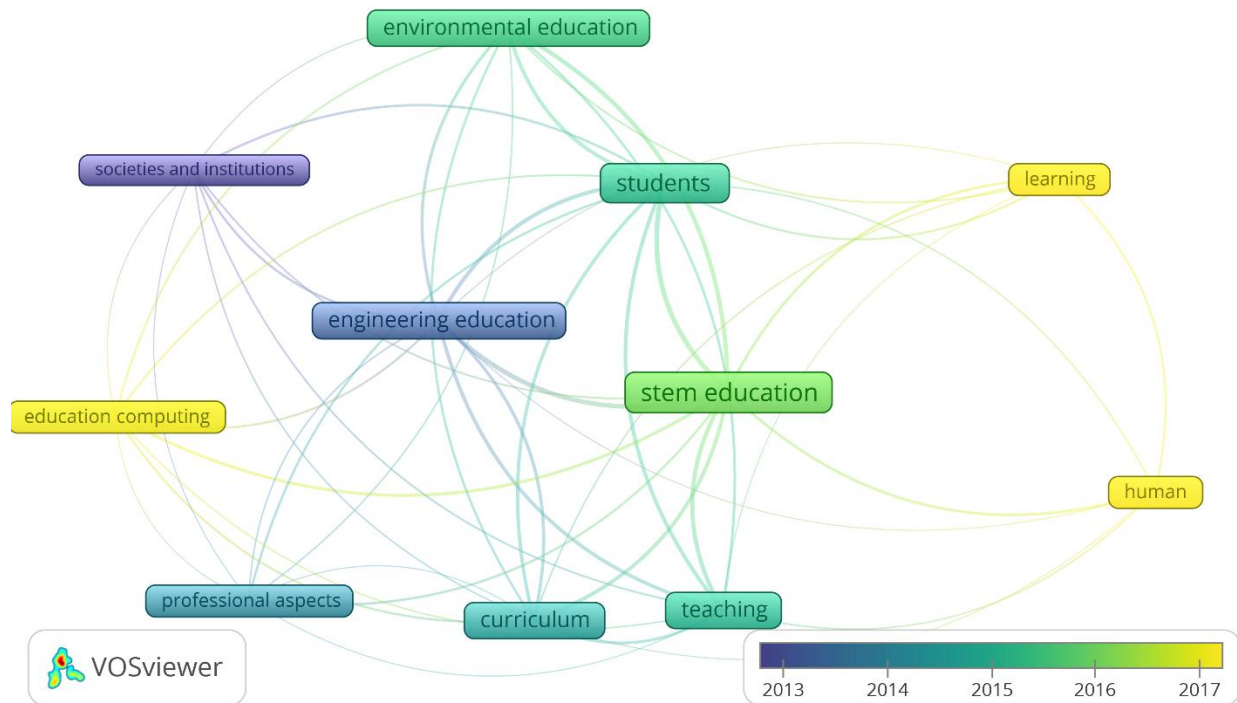 environmental education
societies and institutions
students
learning
engineering education
stem education
education computing
human
professional aspects
curriculum
teaching
VOSviewer
2013
2014
2015
2016
2017